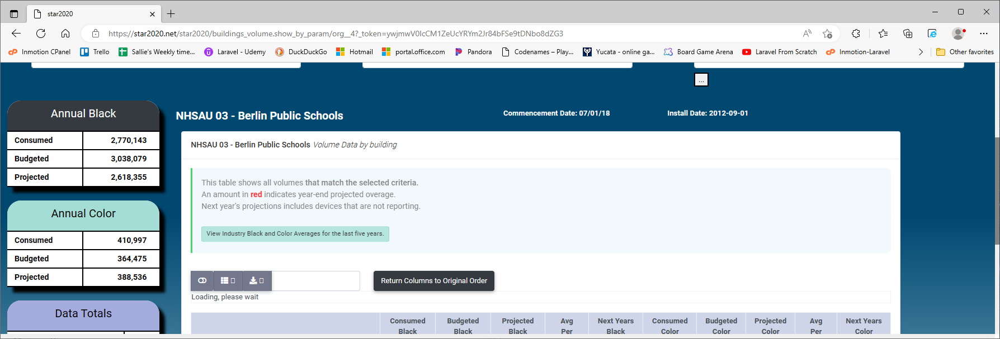 star2020
https://star2020.net/star2020/buildings_volume.show_by_param/org__4?_token=ywjmwV0IcCM1ZeUcYRYm2Jr84bFSe9tDNbo8dZG3
Inmotion CPanel Trello Sallie's Weekly time... Laravel - Udemy DuckDuckGo Hotmail portal.office.com Pandora Codenames – Play... Yucata - online ga... Board Game Arena Laravel From Scratch Inmotion-Laravel Other favorites
...
Annual Black
Consumed 2,770,143
Budgeted 3,038,079
Projected 2,618,355
Annual Color
Consumed 410,997
Budgeted 364,475
Projected 388,536
Data Totals
NHSAU 03 - Berlin Public Schools Commencement Date: 07/01/18 Install Date: 2012-09-01
NHSAU 03 - Berlin Public Schools Volume Data by building
This table shows all volumes that match the selected criteria.
An amount in red indicates year-end projected overage.
Next year's projections includes devices that are not reporting.
View Industry Black and Color Averages for the last five years.
Return Columns to Original Order
Loading, please wait
Consumed Budgeted Projected Avg Next Years Consumed Budgeted Projected Avg Next Years
Black Black Black Per Black Color Color Color Per Color